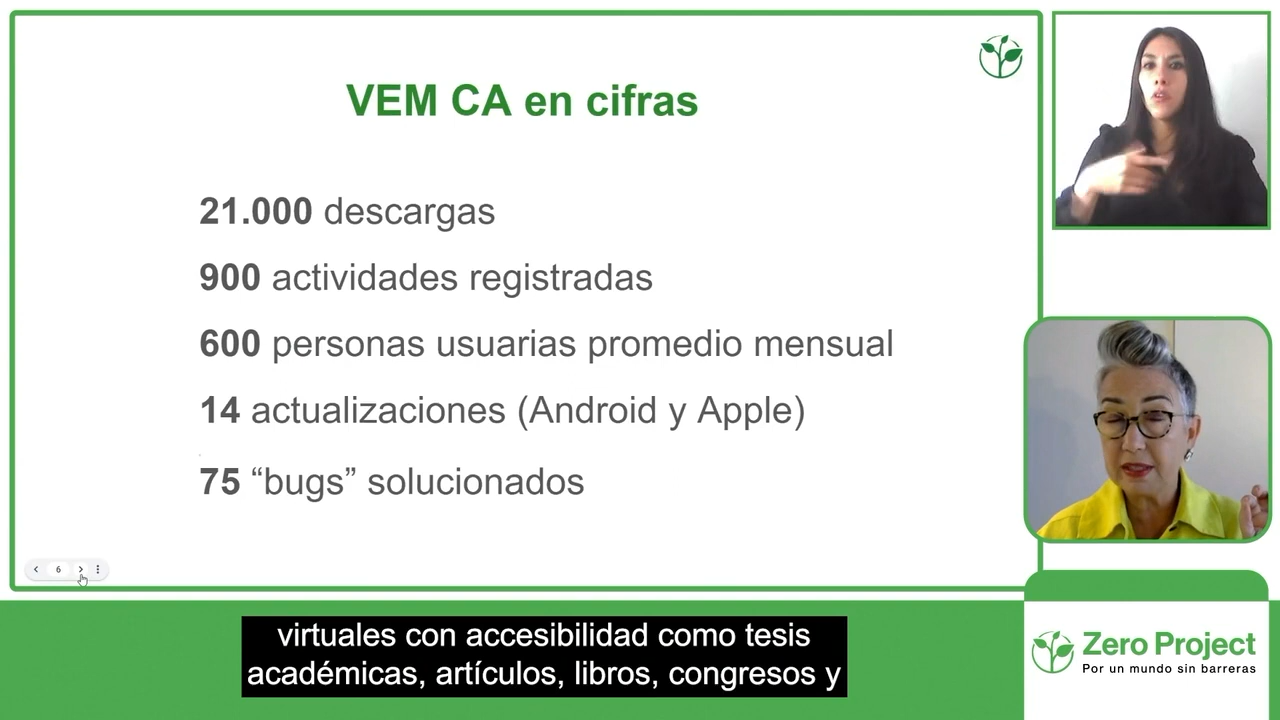 VEM CA en cifras
21.000 descargas
900 actividades registradas
600 personas usuarias promedio mensual
14 actualizaciones (Android y Apple)
75 “bugs” solucionados
6
virtuales con accesibilidad como tesis
académicas, artículos, libros, congresos y
Zero Project
Por un mundo sin barreras